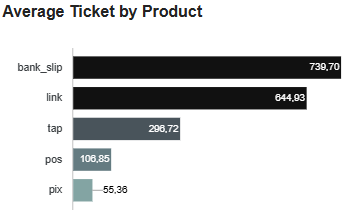 Average Ticket by Product
bank_slip 739,70
link 644,93
tap 296,72
pos 106,85
pix 55,36